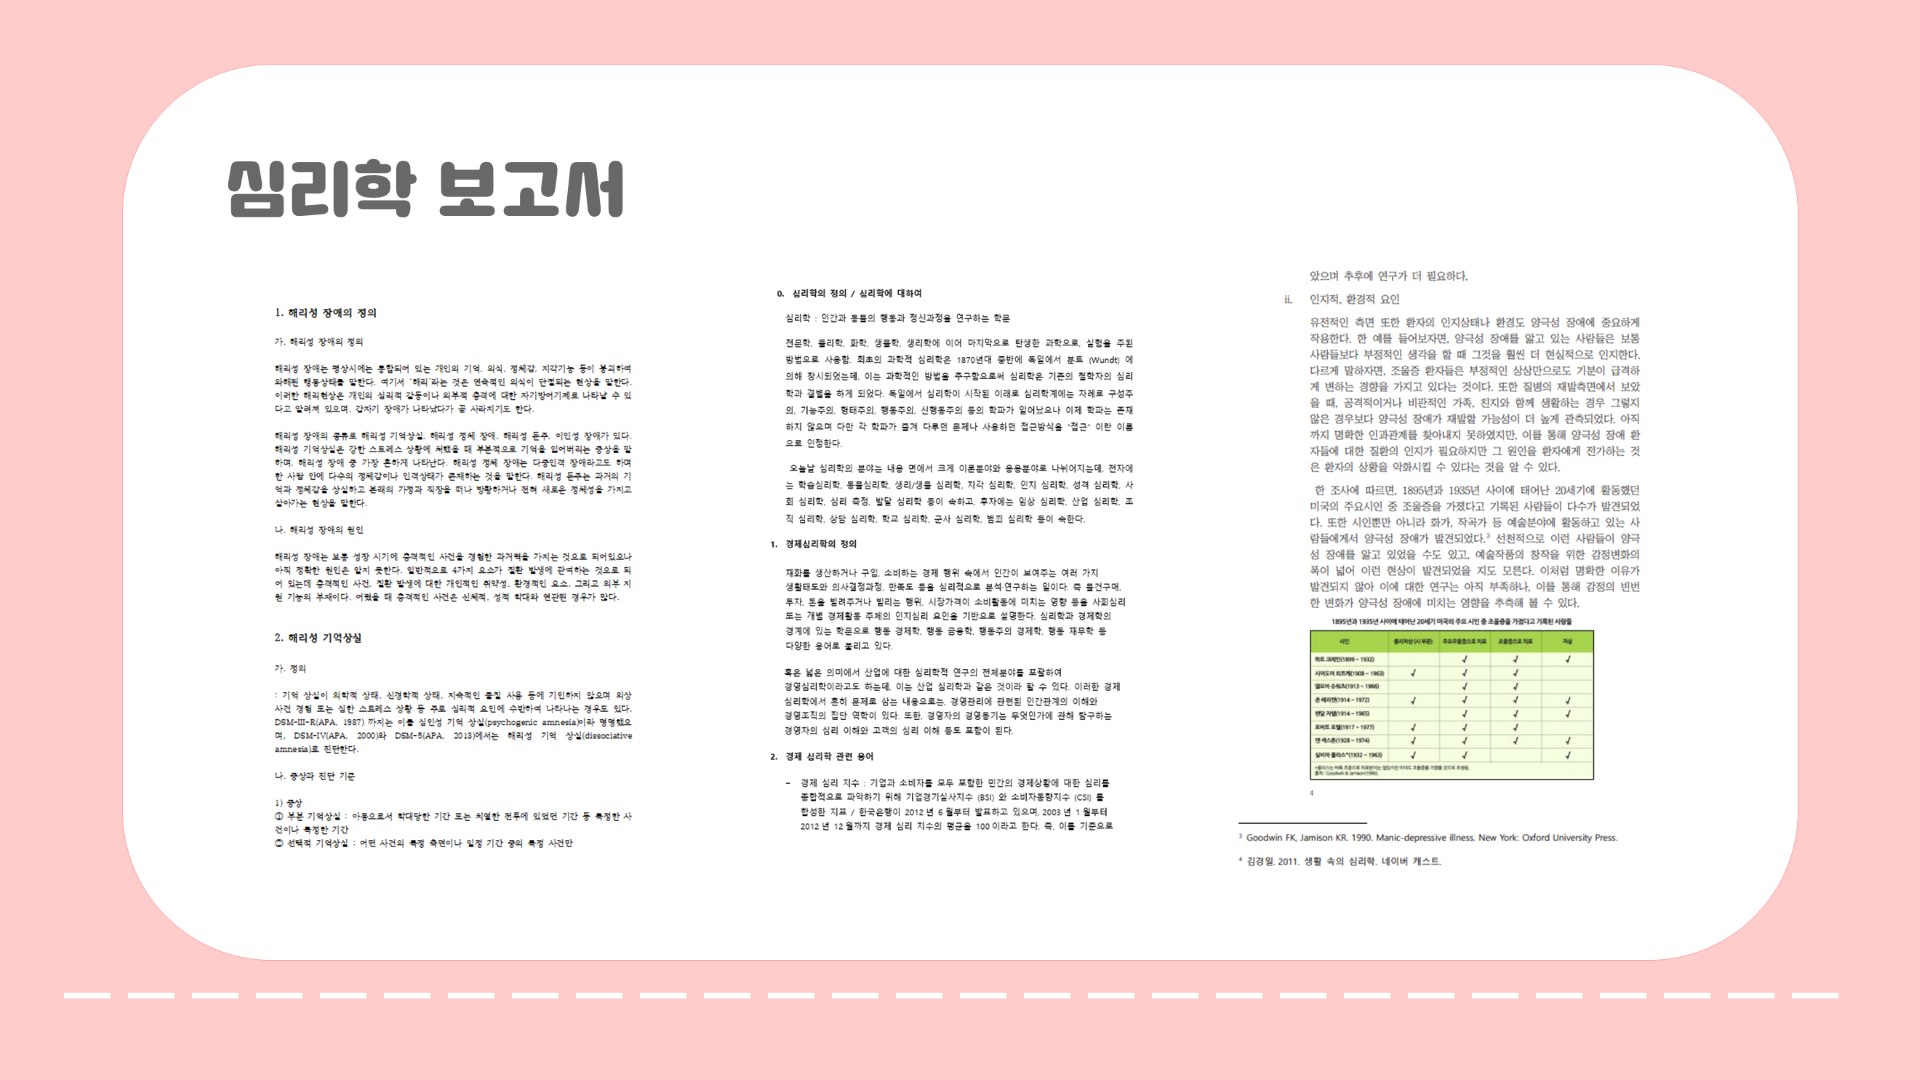 심리학 보고서
1. 해리성 장애의 정의
가. 해리성 장애의 정의
해리성 장애는 평상시에는 통합되어 있는 개인의 기억, 의식, 정체감, 지각기능 등이 붕괴하여
와해된 행동상태를 말한다. 여기서 '해리'라는 것은 연속적인 의식이 단절되는 현상을 말한다.
이러한 해리현상은 개인의 심리적 갈등이나 외부적 충격에 대한 자기방어기제로 나타날 수 있
다고 알려져 있으며, 갑자기 장애가 나타났다가 곧 사라지기도 한다.
해리성 장애의 종류로 해리성 기억상실, 해리성 정체 장애, 해리성 둔주, 이인성 장애가 있다.
해리성 기억상실은 강한 스트레스 상황에 처했을 때 부분적으로 기억을 잃어버리는 증상을 말
하며, 해리성 장애 중 가장 흔하게 나타난다. 해리성 정체 장애는 다중인격 장애라고도 하며
한 사람 안에 다수의 정체감이나 인격상태가 존재하는 것을 말한다. 해리성 둔주는 과거의 기
억과 정체감을 상실하고 본래의 가정과 직장을 떠나 방황하거나 전혀 새로운 정체성을 가지고
살아가는 현상을 말한다.
나. 해리성 장애의 원인
해리성 장애는 보통 성장 시기에 충격적인 사건을 경험한 과거력을 가지는 것으로 되어있으나
아직 정확한 원인은 알지 못한다. 일반적으로 4가지 요소가 질환 발생에 관여하는 것으로 되
어 있는데 충격적인 사건, 질환 발생에 대한 개인적인 취약성, 환경적인 요소, 그리고 외부 지
원 기능의 부재이다. 어렸을 때 충격적인 사건은 신체적, 성적 학대와 연관된 경우가 많다.
2. 해리성 기억상실
가. 정의
: 기억 상실이 의학적 상태, 신경학적 상태, 지속적인 물질 사용 등에 기인하지 않으며 외상
사건 경험 또는 심한 스트레스 상황 등 주로 심리적 요인에 수반하여 나타나는 경우도 있다.
DSM-III-R(APA, 1987) 까지는 이를 심인성 기억 상실(psychogenic amnesia)이라 명명했으
며, DSM-IV(APA, 2000)와 DSM-5(APA, 2013)에서는 해리성 기억 상실(dissociative
amnesia)로 진단한다.
나. 증상과 진단 기준
1) 증상
① 부분 기억상실 : 아동으로서 학대당한 기간 또는 치열한 전투에 있었던 기간 등 특정한 사
건이나 특정한 기간
② 선택적 기억상실 : 어떤 사건의 특정 측면이나 일정 기간 중의 특정 사건만
0. 심리학의 정의 / 심리학에 대하여
심리학 : 인간과 동물의 행동과 정신과정을 연구하는 학문
천문학, 물리학, 화학, 생물학, 생리학에 이어 마지막으로 탄생한 과학으로, 실험을 주된
방법으로 사용함. 최초의 과학적 심리학은 1870년대 중반에 독일에서 분트 (Wundt) 에
의해 창시되었는데, 이는 과학적인 방법을 추구함으로써 심리학은 기존의 철학자의 심리
학과 결별을 하게 되었다. 독일에서 심리학이 시작된 이래로 심리학계에는 차례로 구성주
의, 기능주의, 형태주의, 행동주의, 신행동주의 등의 학파가 일어났으나 이제 학파는 존재
하지 않으며 다만 각 학파가 즐겨 다루던 문제나 사용하던 접근방식을 "접근" 이란 이름
으로 인정한다.
오늘날 심리학의 분야는 내용 면에서 크게 이론분야와 응용분야로 나뉘어지는데, 전자에
는 학습심리학, 동물심리학, 생리/생물 심리학, 지각 심리학, 인지 심리학, 성격 심리학, 사
회 심리학, 심리 측정, 발달 심리학 등이 속하고, 후자에는 임상 심리학, 산업 심리학, 조
직 심리학, 상담 심리학, 학교 심리학, 군사 심리학, 범죄 심리학 등이 속한다.
1. 경제심리학의 정의
재화를 생산하거나 구입, 소비하는 경제 행위 속에서 인간이 보여주는 여러 가지
생활태도와 의사결정과정, 만족도 등을 심리적으로 분석·연구하는 일이다. 즉 물건구매,
투자, 돈을 빌려주거나 빌리는 행위, 시장가격이 소비활동에 미치는 영향 등을 사회심리
또는 개별 경제활동 주체의 인지심리 요인을 기반으로 설명한다. 심리학과 경제학의
경계에 있는 학문으로 행동 경제학, 행동 금융학, 행동주의 경제학, 행동 재무학 등
다양한 용어로 불리고 있다.
혹은 넓은 의미에서 산업에 대한 심리학적 연구의 전체분야를 포괄하여
경영심리학이라고도 하는데, 이는 산업 심리학과 같은 것이라 할 수 있다. 이러한 경제
심리학에서 흔히 문제로 삼는 내용으로는, 경영관리에 관련된 인간관계의 이해와
경영조직의 집단 역학이 있다. 또한, 경영자의 경영동기는 무엇인가에 관해 탐구하는
경영자의 심리 이해와 고객의 심리 이해 등도 포함이 된다.
2. 경제 심리학 관련 용어
- 경제 심리 지수 : 기업과 소비자를 모두 포함한 민간의 경제상황에 대한 심리를
종합적으로 파악하기 위해 기업경기실사지수 (BSI) 와 소비자동향지수 (CSI) 를
합성한 지표 / 한국은행이 2012 년 6 월부터 발표하고 있으며, 2003 년 1 월부터
2012 년 12 월까지 경제 심리 지수의 평균을 100 이라고 한다. 즉, 이를 기준으로
았으며 추후에 연구가 더 필요하다.
ii. 인지적, 환경적 요인
유전적인 측면 또한 환자의 인지상태나 환경도 양극성 장애에 중요하게
작용한다. 한 예를 들어보자면, 양극성 장애를 앓고 있는 사람들은 보통
사람들보다 부정적인 생각을 할 때 그것을 훨씬 더 현실적으로 인지한다.
다르게 말하자면, 조울증 환자들은 부정적인 상상만으로도 기분이 급격하
게 변하는 경향을 가지고 있다는 것이다. 또한 질병의 재발측면에서 보았
을 때, 공격적이거나 비판적인 가족, 친지와 함께 생활하는 경우 그렇지
않은 경우보다 양극성 장애가 재발할 가능성이 더 높게 관측되었다. 아직
까지 명확한 인과관계를 찾아내지 못하였지만, 이를 통해 양극성 장애 환
자들에 대한 질환의 인지가 필요하지만 그 원인을 환자에게 전가하는 것
은 환자의 상황을 악화시킬 수 있다는 것을 알 수 있다.
한 조사에 따르면, 1895년과 1935년 사이에 태어난 20세기에 활동했던
미국의 주요시인 중 조울증을 가졌다고 기록된 사람들이 다수가 발견되었
다. 또한 시인뿐만 아니라 화가, 작곡가 등 예술분야에 활동하고 있는 사
람들에게서 양극성 장애가 발견되었다.3 선천적으로 이런 사람들이 양극
성 장애를 앓고 있었을 수도 있고, 예술작품의 창작을 위한 감정변화의
폭이 넓어 이런 현상이 발견되었을 지도 모른다. 이처럼 명확한 이유가
발견되지 않아 이에 대한 연구는 아직 부족하나, 이를 통해 감정의 빈번
한 변화가 양극성 장애에 미치는 영향을 추측해 볼 수 있다.
1895년과 1935년 사이에 태어난 20세기 미국의 주요 시인 중 조울증을 가졌다고 기록된 사람들
시인 퓰리처상 (시 부문) 주요우울증으로 치료 조울증으로 치료 자살
하트 크레인(1899 ~ 1932) √ √ √
시어도어 뢰트케(1908 ~ 1963) √ √ √
델모어 슈워츠(1913 ~ 1966) √ √
존 베리먼(1914 ~ 1972) √ √ √ √
랜달 자렐(1914 ~ 1965) √ √ √
로버트 로웰(1917 ~ 1977) √ √ √
앤 섹스톤(1928 ~ 1974) √ √ √ √
실비아 플라스*(1932 ~ 1963) √ √ √
출처 : Goodwin & Jamison(1990).
4
3 Goodwin FK, Jamison KR. 1990. Manic-depressive illness. New York: Oxford University Press.
4 김경일. 2011. 생활 속의 심리학. 네이버 캐스트.